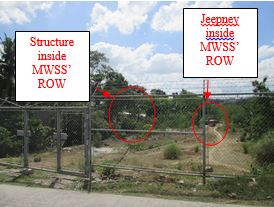 Structure
inside
MWSS’
ROW
Jeepney
inside
MWSS’
ROW